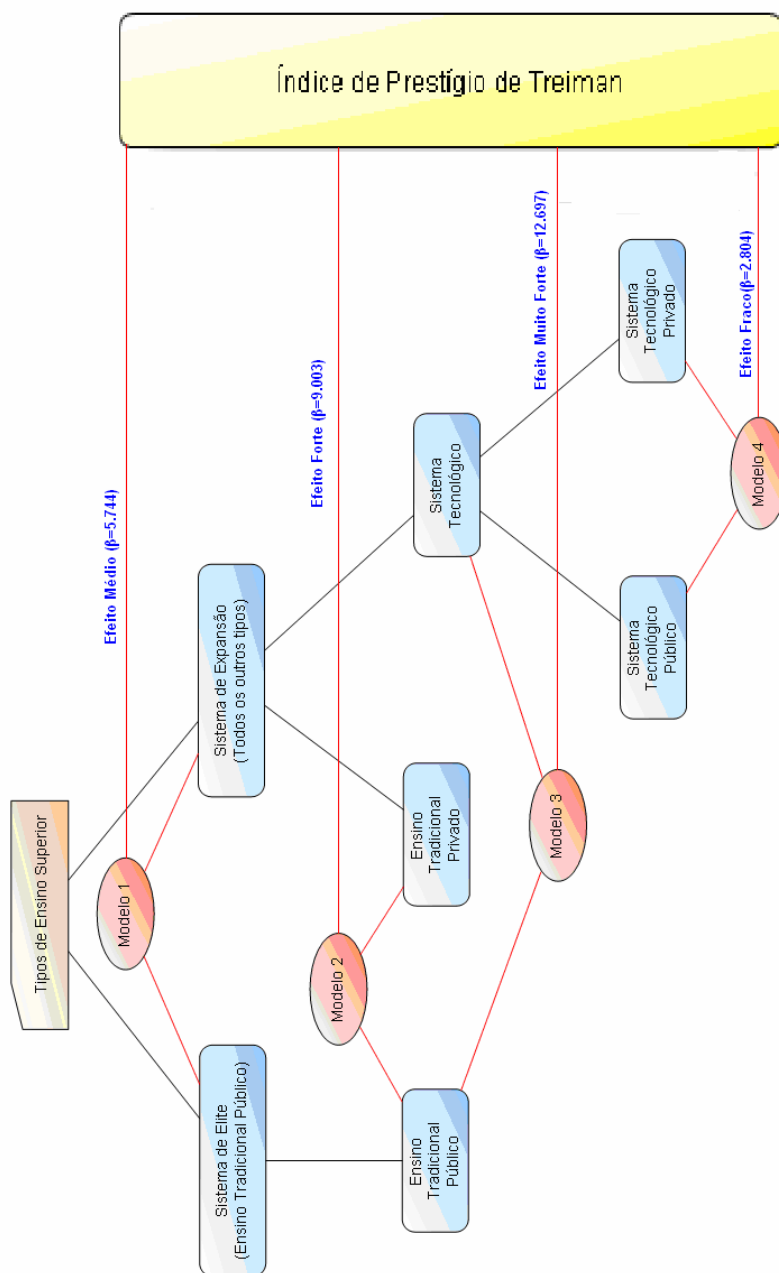 Índice de Prestígio de Treiman
Tipos de Ensino Superior
Modelo 1
Efeito Médio (β=5.744)
Sistema de Elite
(Ensino Tradicional Público)
Sistema de Expansão
(Todos os outros tipos)
Modelo 2
Efeito Forte (β=9.003)
Ensino
Tradicional
Público
Ensino
Tradicional
Privado
Sistema
Tecnológico
Modelo 3
Efeito Muito Forte (β=12.697)
Sistema
Tecnológico
Público
Sistema
Tecnológico
Privado
Modelo 4
Efeito Fraco(β=2.804)